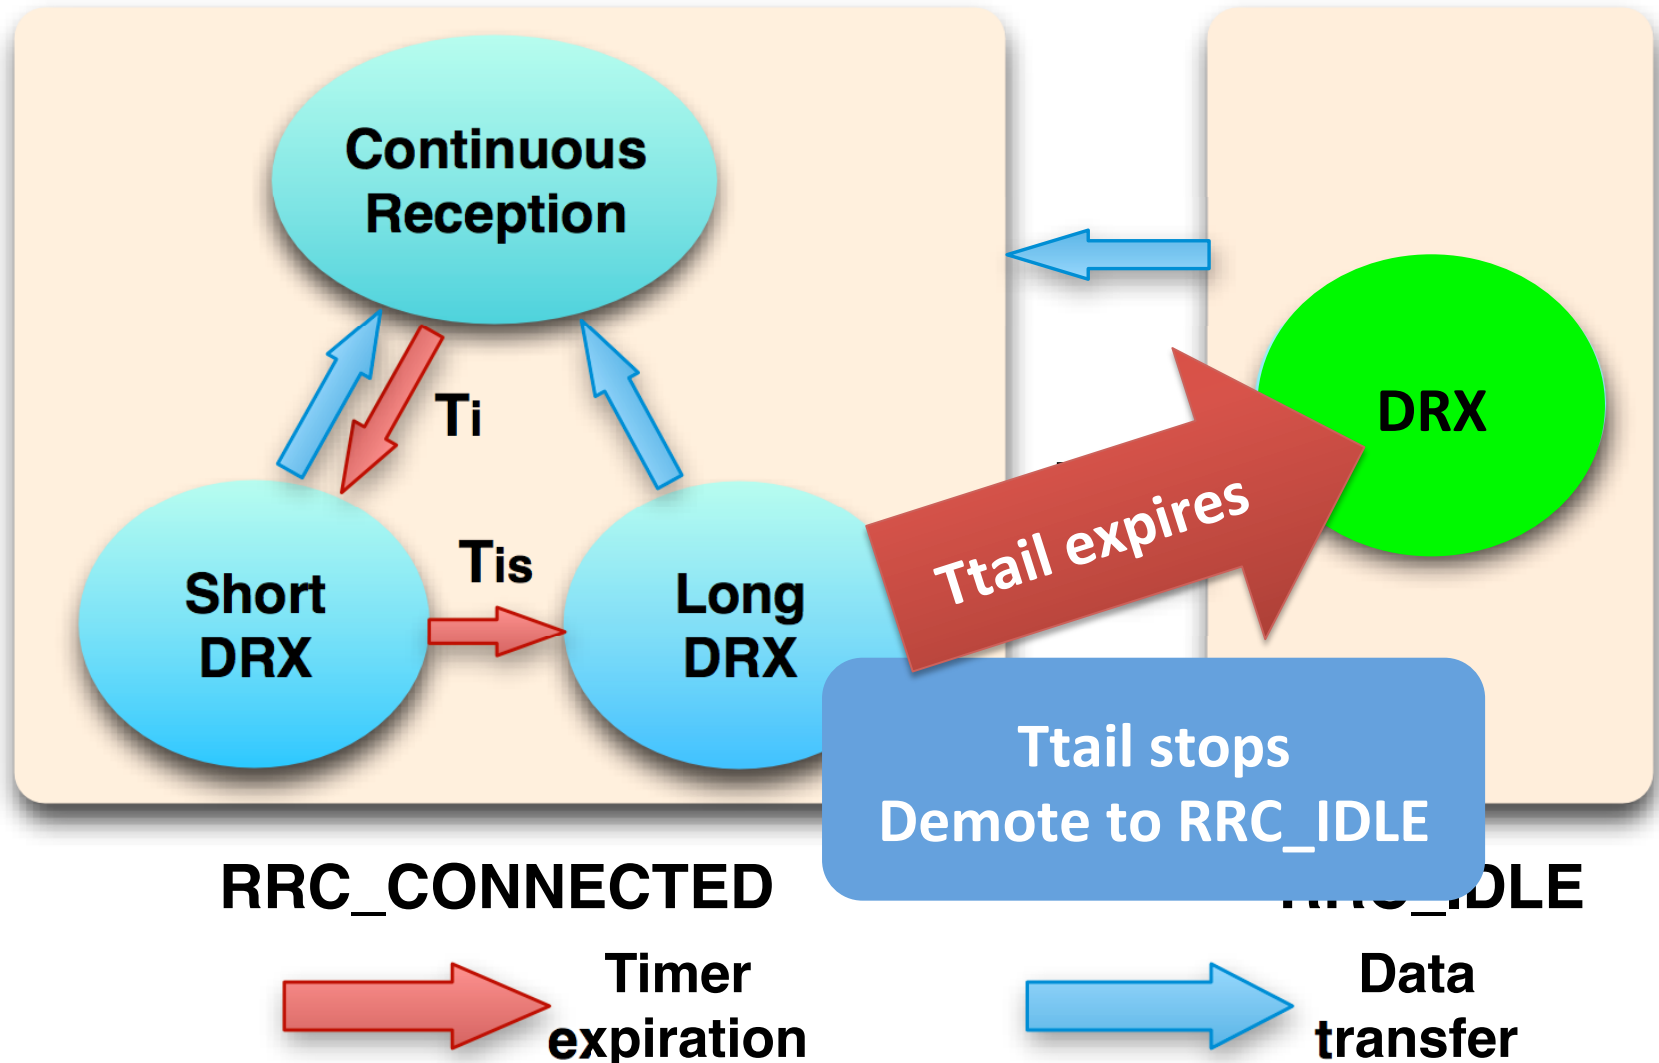 Continuous
Reception
Ti
Tis
Short
DRX
Long
DRX
DRX
Ttail expires
Ttail stops
Demote to RRC_IDLE
RRC_CONNECTED
RRC_IDLE
Timer
expiration
Data
transfer